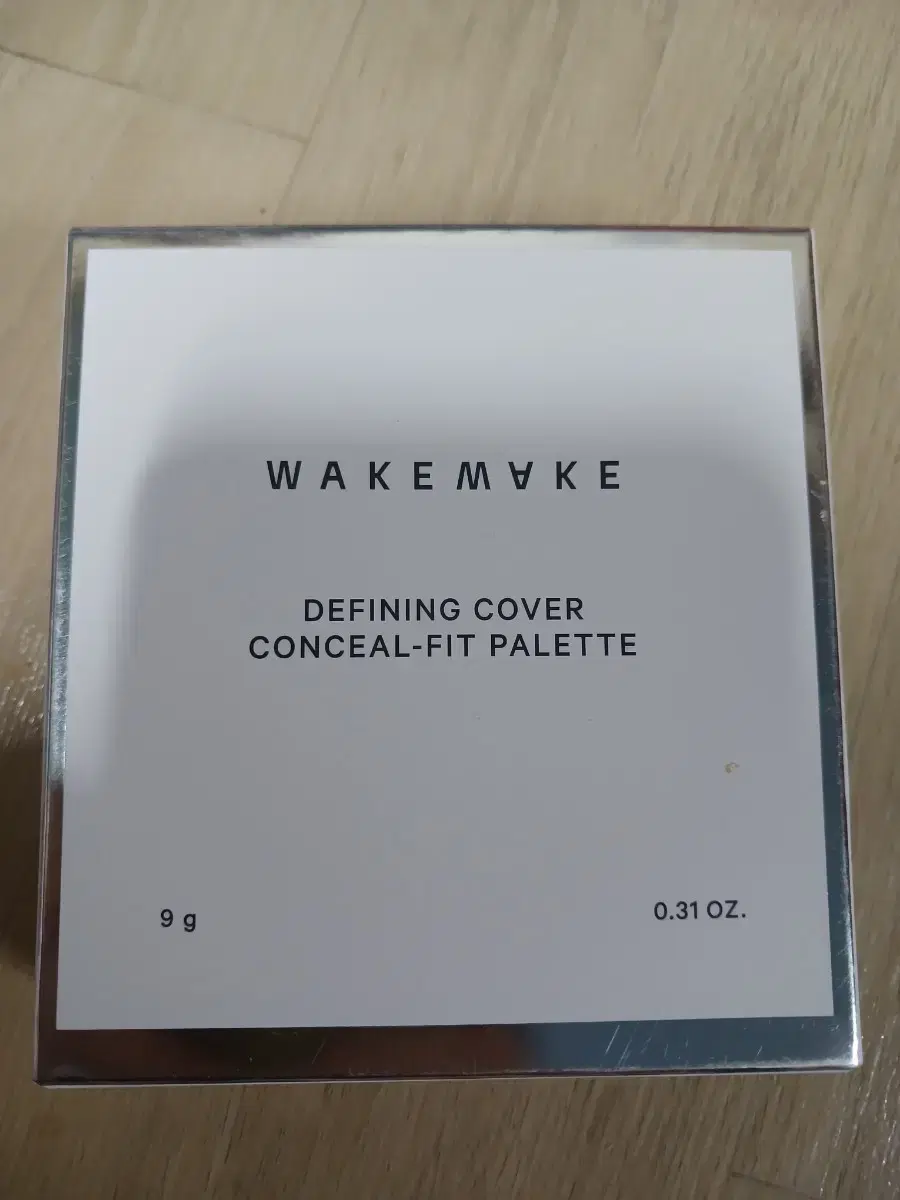 WAKEMAKE
DEFINING COVER
CONCEAL-FIT PALETTE
9 g
0.31 OZ.